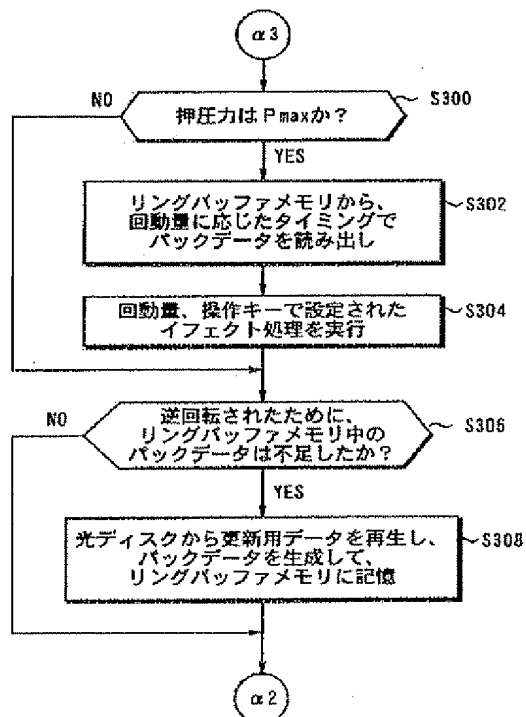 α3
NO
押圧力はPmaxか？
S300
YES
リングバッファメモリから、
回動量に応じたタイミングで
パックデータを読み出し
S302
回動量、操作キーで設定された
イフェクト処理を実行
S304
NO
逆回転されたために、
リングバッファメモリ中の
パックデータは不足したか？
S306
YES
光ディスクから更新用データを再生し、
パックデータを生成して、
リングバッファメモリに記憶
S308
α2